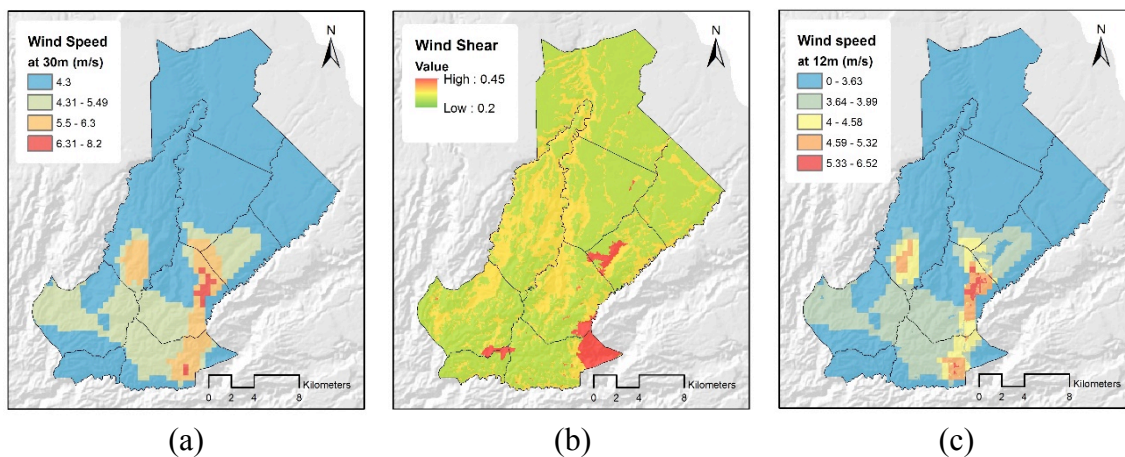 Wind Speed
at 30m (m/s)
4.3
4.31 - 5.49
5.5 - 6.3
6.31 - 8.2
N
0 2 4 8
Kilometers
Wind Shear
Value
High : 0.45
Low : 0.2
N
0 2 4 8
Kilometers
Wind speed
at 12m (m/s)
0 - 3.63
3.64 - 3.99
4 - 4.58
4.59 - 5.32
5.33 - 6.52
N
0 2 4 8
Kilometers
(a)
(b)
(c)